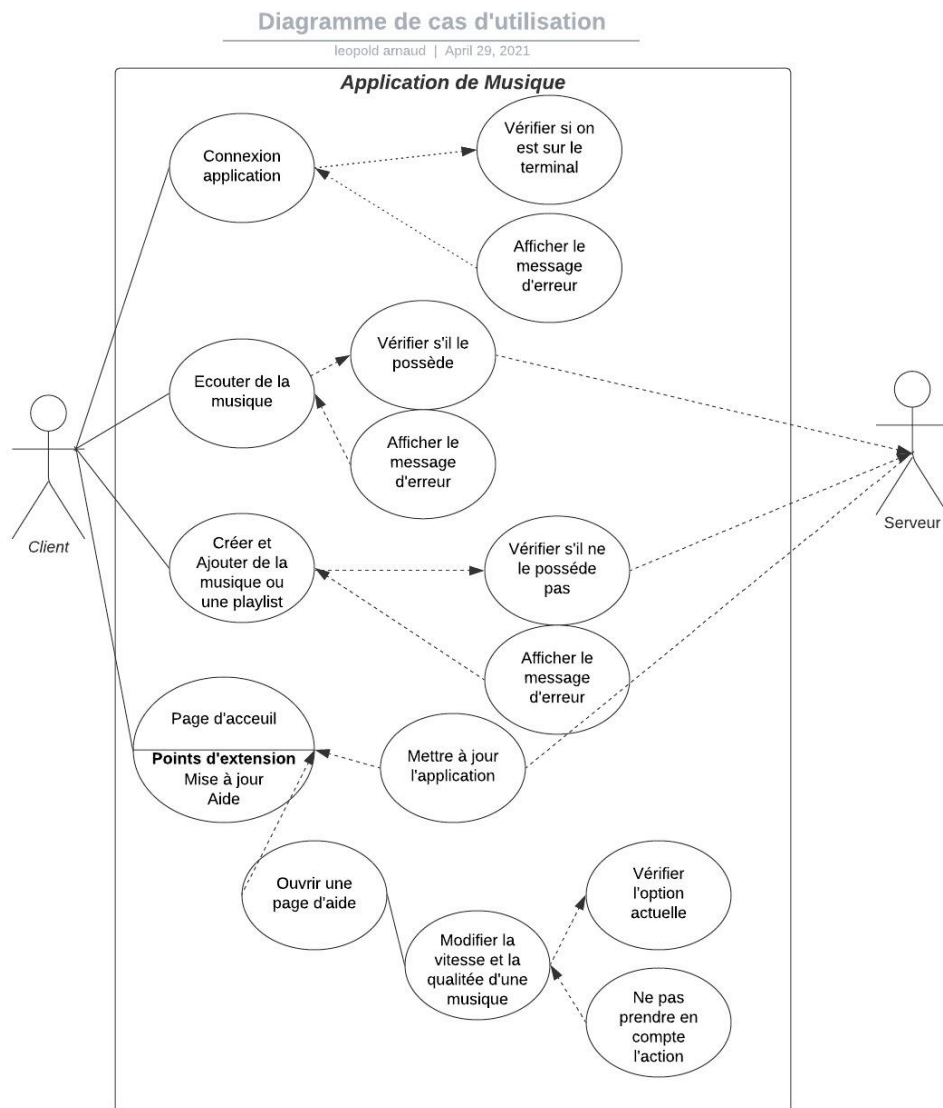 Diagramme de cas d'utilisation
leopold arnaud | April 29, 2021
Application de Musique
Connexion
application
Vérifier si on
est sur le
terminal
Afficher le
message
d'erreur
Vérifier s'il le
possède
Ecouter de la
musique
Afficher le
message
d'erreur
Client
Serveur
Créer et
Ajouter de la
musique ou
une playlist
Vérifier s'il ne
le posséde
pas
Afficher le
message
d'erreur
Page d'acceuil
Points d'extension
Mise à jour
Aide
Mettre à jour
l'application
Ouvrir une
page d'aide
Vérifier
l'option
actuelle
Modifier la
vitesse et la
qualitée d'une
musique
Ne pas
prendre en
compte
l'action